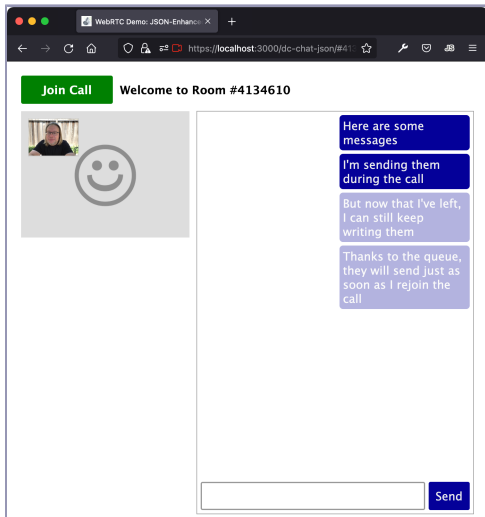 WebRTC Demo: JSON-Enhance
https://localhost:3000/dc-chat-json/#41
Join Call
Welcome to Room #4134610
Here are some
messages
I'm sending them
during the call
But now that I've left,
I can still keep
writing them
Thanks to the queue,
they will send just as
soon as I rejoin the
call
Send